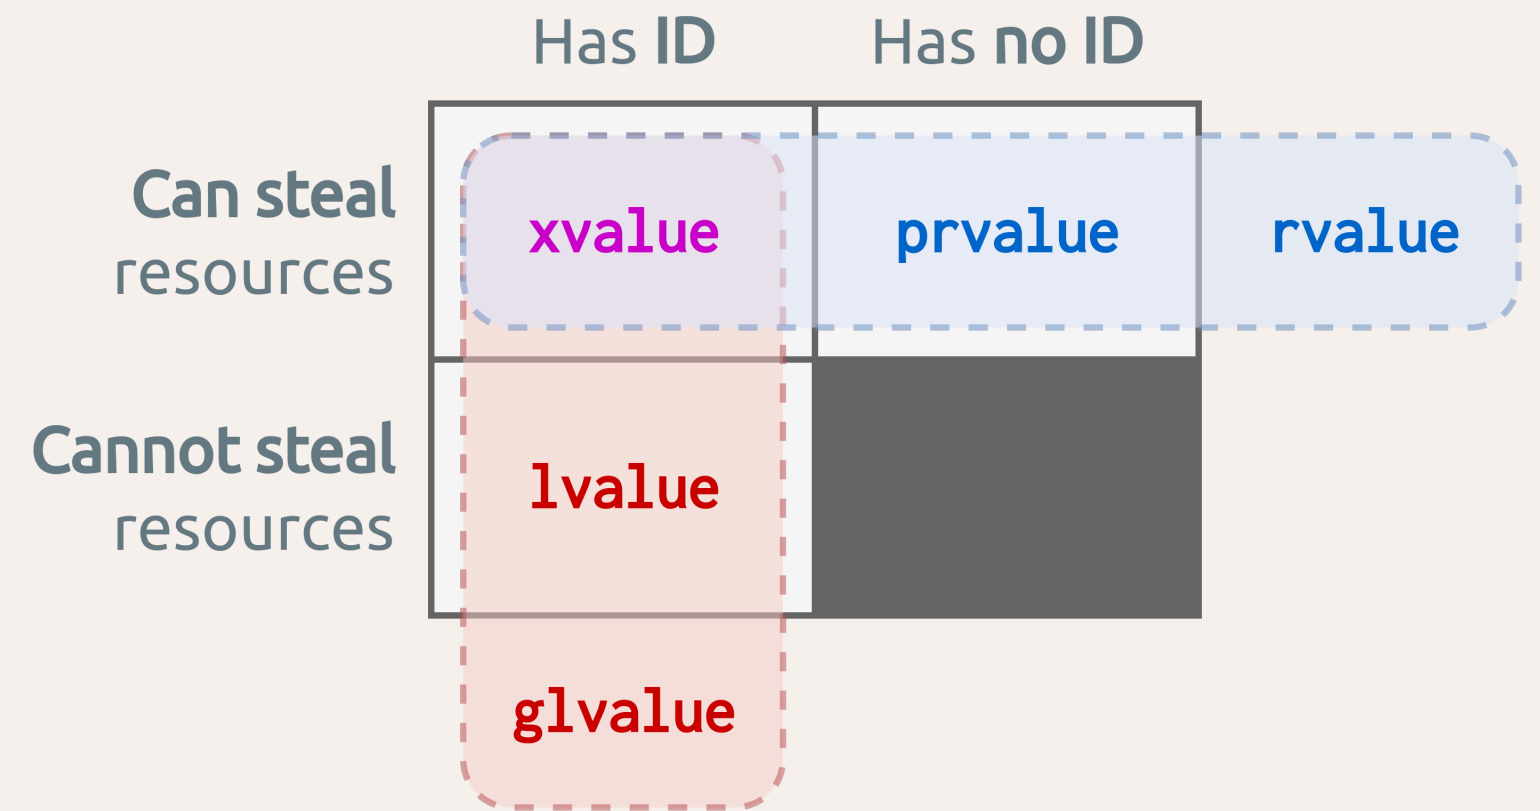 Has ID
Has no ID
Can steal
resources
xvalue
prvalue
rvalue
Cannot steal
resources
lvalue
glvalue